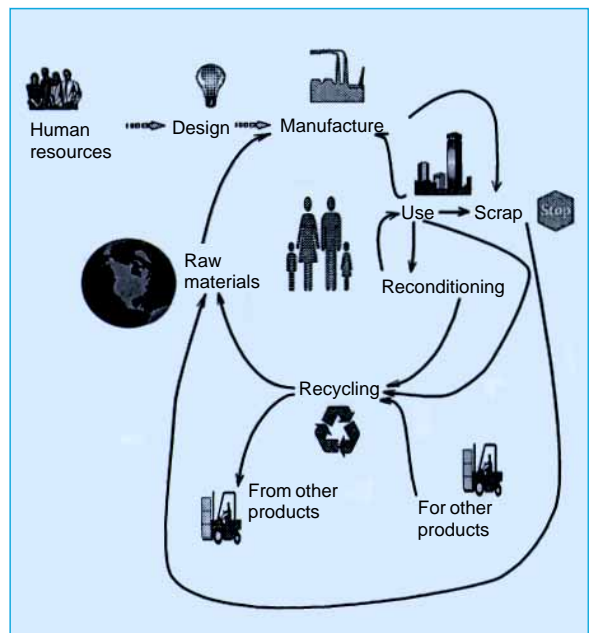 Human
resources
Design
Manufacture
Use
Scrap
Stop
Raw
materials
Reconditioning
Recycling
From other
products
For other
products